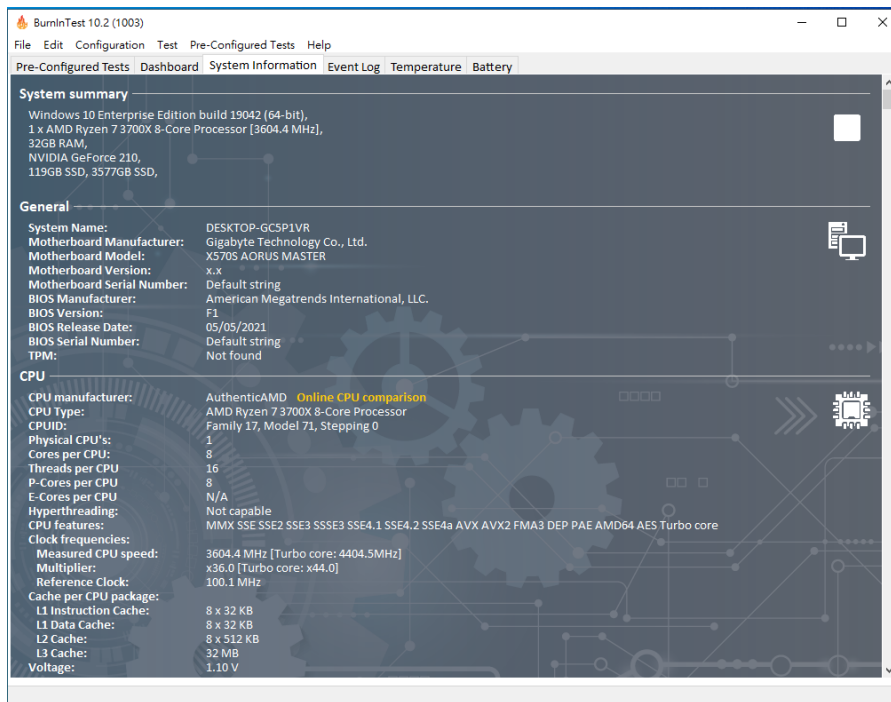 BurnInTest 10.2 (1003)
File Edit Configuration Test Pre-Configured Tests Help
Pre-Configured Tests Dashboard System Information Event Log Temperature Battery
System summary
Windows 10 Enterprise Edition build 19042 (64-bit),
1 x AMD Ryzen 7 3700X 8-Core Processor [3604.4 MHz],
32GB RAM,
NVIDIA GeForce 210,
119GB SSD, 3577GB SSD,
General
System Name: DESKTOP-GC5P1VR
Motherboard Manufacturer: Gigabyte Technology Co., Ltd.
Motherboard Model: X570S AORUS MASTER
Motherboard Version: x.x
Motherboard Serial Number: Default string
BIOS Manufacturer: American Megatrends International, LLC.
BIOS Version: F1
BIOS Release Date: 05/05/2021
BIOS Serial Number: Default string
TPM: Not found
CPU
CPU manufacturer: AuthenticAMD Online CPU comparison
CPU Type: AMD Ryzen 7 3700X 8-Core Processor
CPUID: Family 17, Model 71, Stepping 0
Physical CPU's: 1
Cores per CPU: 8
Threads per CPU 16
P-Cores per CPU 8
E-Cores per CPU N/A
Hyperthreading: Not capable
CPU features: MMX SSE SSE2 SSE3 SSSE3 SSE4.1 SSE4.2 SSE4a AVX AVX2 FMA3 DEP PAE AMD64 AES Turbo core
Clock frequencies:
Measured CPU speed: 3604.4 MHz [Turbo core: 4404.5MHz]
Multiplier: x36.0 [Turbo core: x44.0]
Reference Clock: 100.1 MHz
Cache per CPU package:
L1 Instruction Cache: 8 x 32 KB
L1 Data Cache: 8 x 32 KB
L2 Cache: 8 x 512 KB
L3 Cache: 32 MB
Voltage: 1.10 V